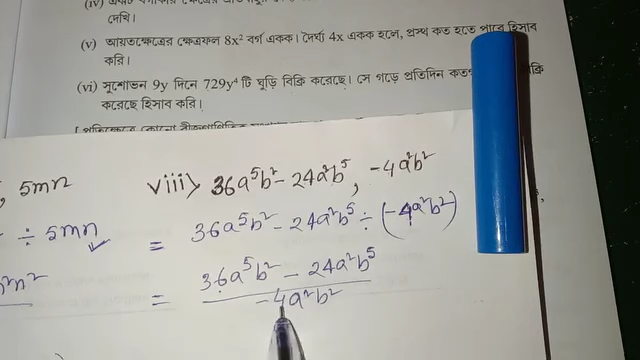 দেখি।
(v) আয়তক্ষেত্রের ক্ষেত্রফল 8x² বর্গ একক। দৈর্ঘ্য 4x একক হলে, প্রস্থ কত হতে পারে হিসাব
করি।
(vi) সুশোভন 9y দিনে 729y⁴ টি ঘুড়ি বিক্রি করেছে। সে গড়ে প্রতিদিন
করেছে হিসাব করি।
, 5mn
viii) 36a⁵b² - 24a²b⁵, -4a²b²
÷ 5mn
= 36a⁵b² - 24a²b⁵ ÷ (-4a²b²)
= 36a⁵b² - 24a²b⁵
-4a²b²